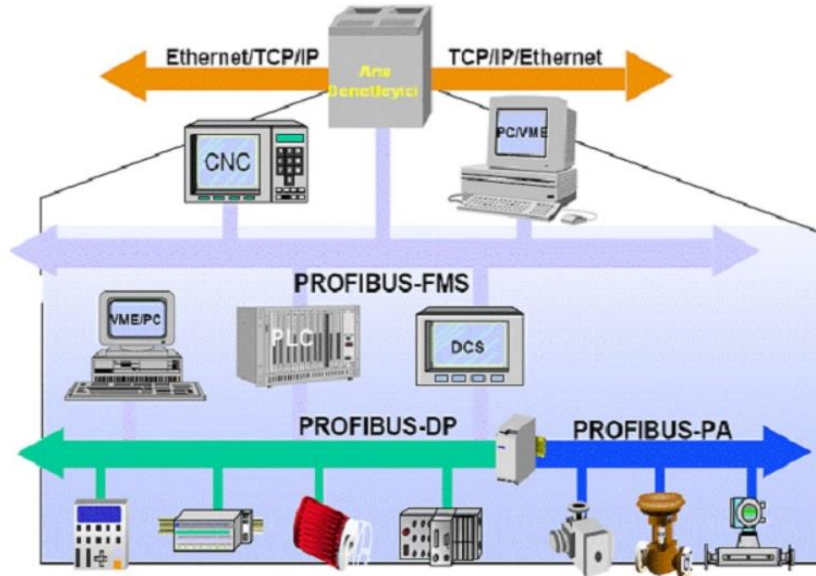 Ethernet/TCP/IP
TCP/IP/Ethernet
Ana
Denetleyici
CNC
PC/VME
PROFIBUS-FMS
VME/PC
PLC
DCS
PROFIBUS-DP
PROFIBUS-PA